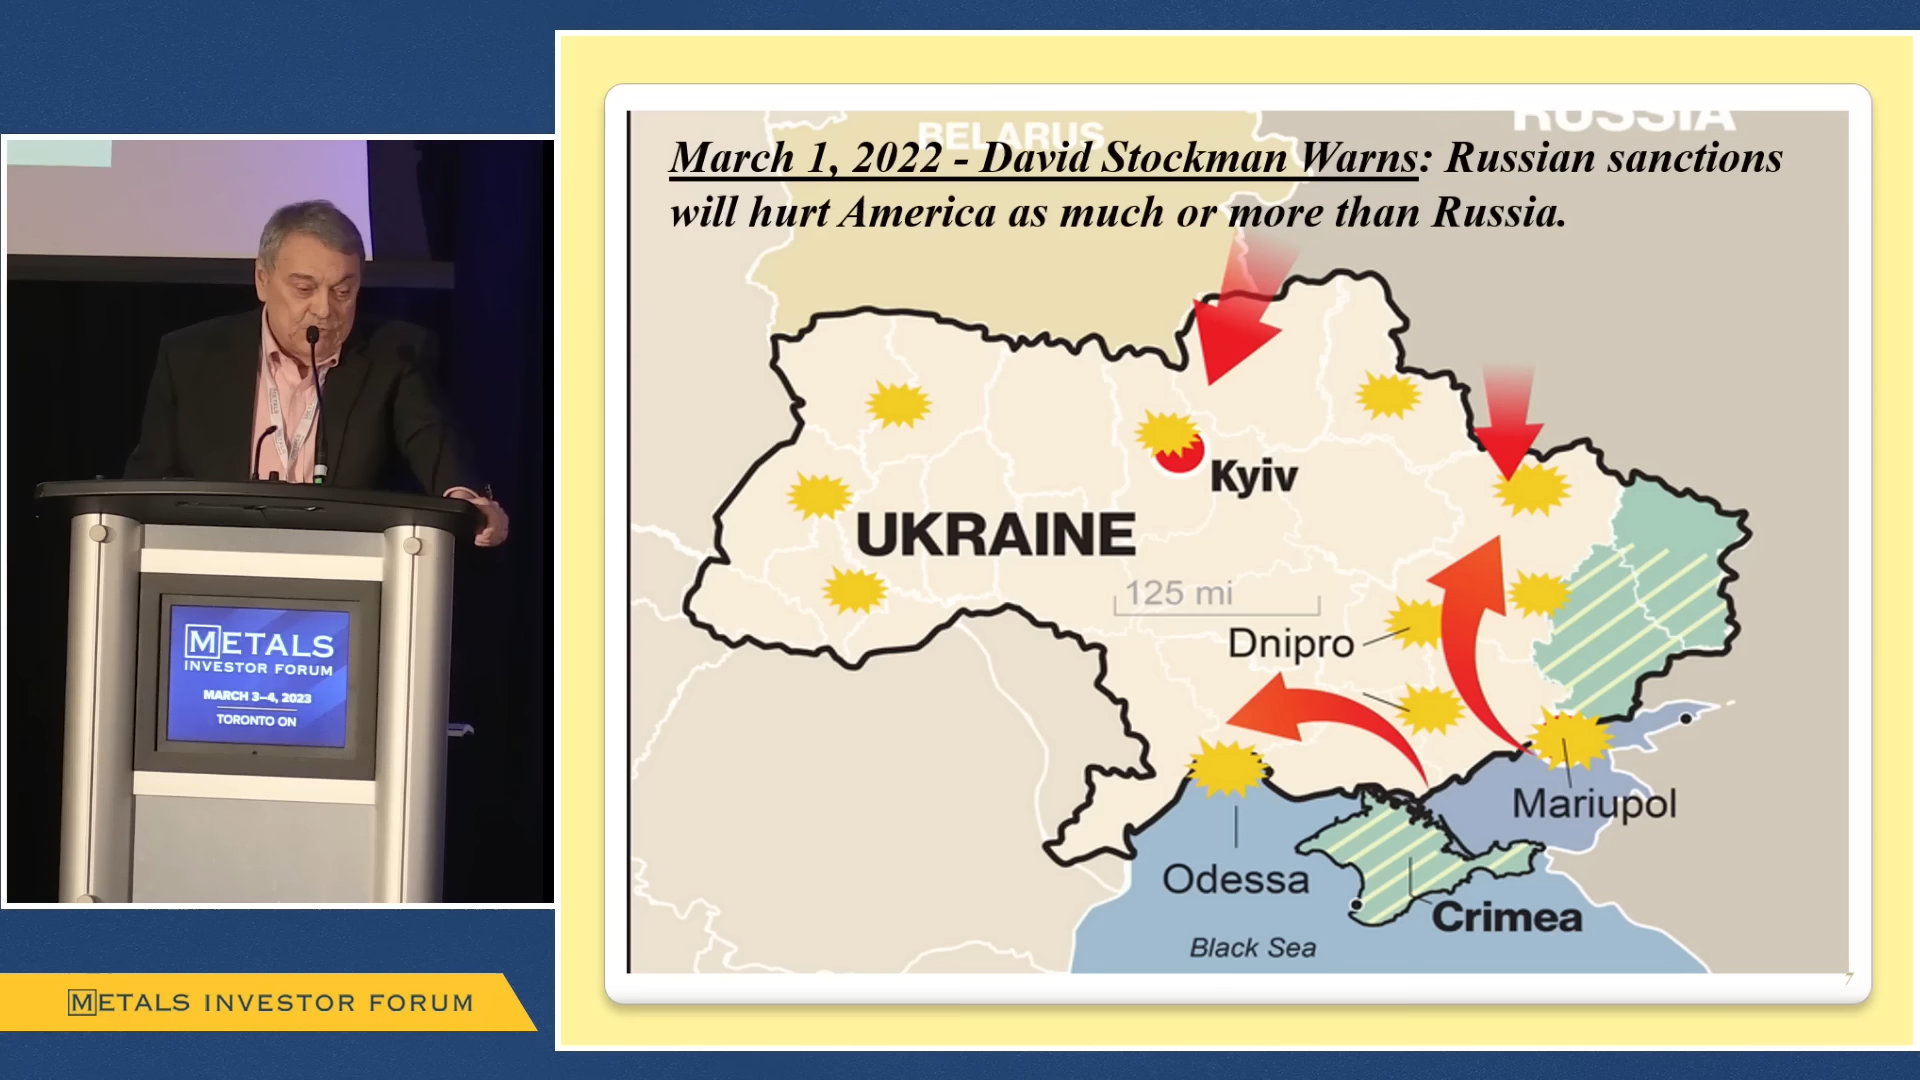 BELARUS
RUSSIA
March 1, 2022 - David Stockman Warns: Russian sanctions
will hurt America as much or more than Russia.
Kyiv
UKRAINE
125 mi
Dnipro
Mariupol
Odessa
Crimea
Black Sea
7
METALS
INVESTOR FORUM
MARCH 3–4, 2023
TORONTO ON
METALS INVESTOR FORUM